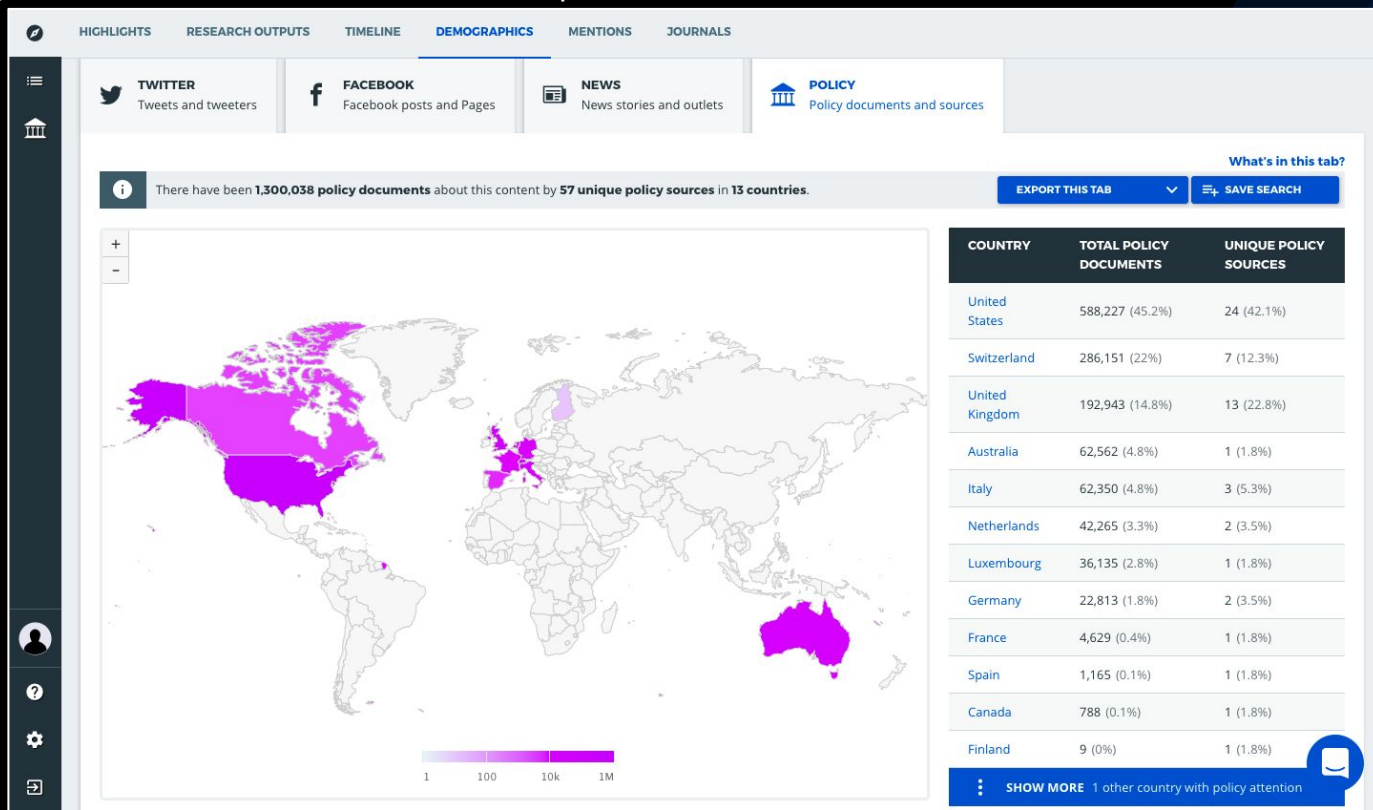 HIGHLIGHTS RESEARCH OUTPUTS TIMELINE DEMOGRAPHICS MENTIONS JOURNALS
TWITTER
Tweets and tweeters
FACEBOOK
Facebook posts and Pages
NEWS
News stories and outlets
POLICY
Policy documents and sources
What's in this tab?
There have been 1,300,038 policy documents about this content by 57 unique policy sources in 13 countries.
EXPORT THIS TAB
SAVE SEARCH
+
-
1 100 10k 1M
COUNTRY TOTAL POLICY DOCUMENTS UNIQUE POLICY SOURCES
United States 588,227 (45.2%) 24 (42.1%)
Switzerland 286,151 (22%) 7 (12.3%)
United Kingdom 192,943 (14.8%) 13 (22.8%)
Australia 62,562 (4.8%) 1 (1.8%)
Italy 62,350 (4.8%) 3 (5.3%)
Netherlands 42,265 (3.3%) 2 (3.5%)
Luxembourg 36,135 (2.8%) 1 (1.8%)
Germany 22,813 (1.8%) 2 (3.5%)
France 4,629 (0.4%) 1 (1.8%)
Spain 1,165 (0.1%) 1 (1.8%)
Canada 788 (0.1%) 1 (1.8%)
Finland 9 (0%) 1 (1.8%)
SHOW MORE 1 other country with policy attention